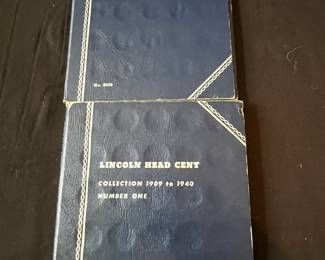 LINCOLN HEAD CENT
COLLECTION 1909 to 1940
NUMBER ONE